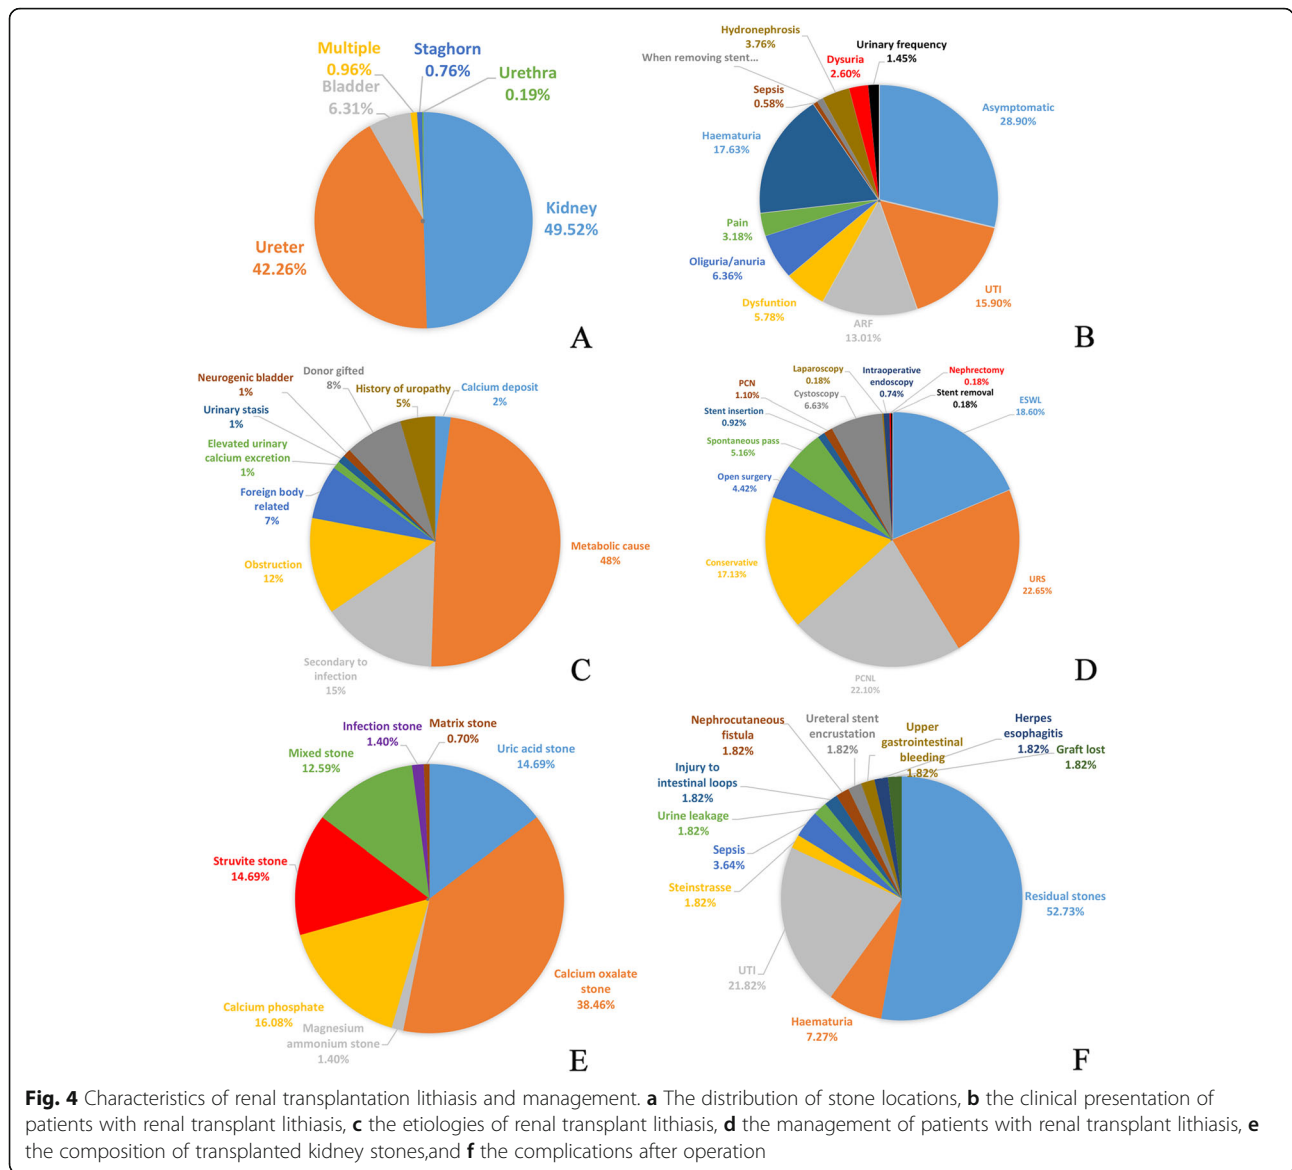 Multiple
0.96%
Staghorn
0.76%
Urethra
0.19%
Bladder
6.31%
Kidney
49.52%
Ureter
42.26%
A
Hydronephrosis
3.76%
Urinary frequency
1.45%
When removing stent...
Dysuria
2.60%
Sepsis
0.58%
Asymptomatic
28.90%
Haematuria
17.63%
Pain
3.18%
Oliguria/anuria
6.36%
Dysfuntion
5.78%
ARF
13.01%
UTI
15.90%
B
Donor gifted
8%
Neurogenic bladder
1%
History of uropathy
5%
Calcium deposit
2%
Urinary stasis
1%
Elevated urinary
calcium excretion
1%
Foreign body
related
7%
Obstruction
12%
Metabolic cause
48%
Secondary to
infection
15%
C
Laparoscopy
0.18%
Intraoperative
endoscopy
0.74%
Nephrectomy
0.18%
Stent removal
0.18%
PCN
1.10%
Cystoscopy
6.63%
ESWL
18.60%
Stent insertion
0.92%
Spontaneous pass
5.16%
Open surgery
4.42%
Conservative
17.13%
URS
22.65%
PCNL
22.10%
D
Infection stone
1.40%
Matrix stone
0.70%
Mixed stone
12.59%
Uric acid stone
14.69%
Struvite stone
14.69%
Calcium oxalate
stone
38.46%
Calcium phosphate
16.08%
Magnesium
ammonium stone
1.40%
E
Nephrocutaneous
fistula
1.82%
Ureteral stent
encrustation
1.82%
Upper
gastrointestinal
bleeding
1.82%
Herpes
esophagitis
1.82%
Graft lost
1.82%
Injury to
intestinal loops
1.82%
Urine leakage
1.82%
Sepsis
3.64%
Steinstrasse
1.82%
Residual stones
52.73%
UTI
21.82%
Haematuria
7.27%
F
Fig. 4 Characteristics of renal transplantation lithiasis and management. a The distribution of stone locations, b the clinical presentation of
patients with renal transplant lithiasis, c the etiologies of renal transplant lithiasis, d the management of patients with renal transplant lithiasis, e
the composition of transplanted kidney stones,and f the complications after operation